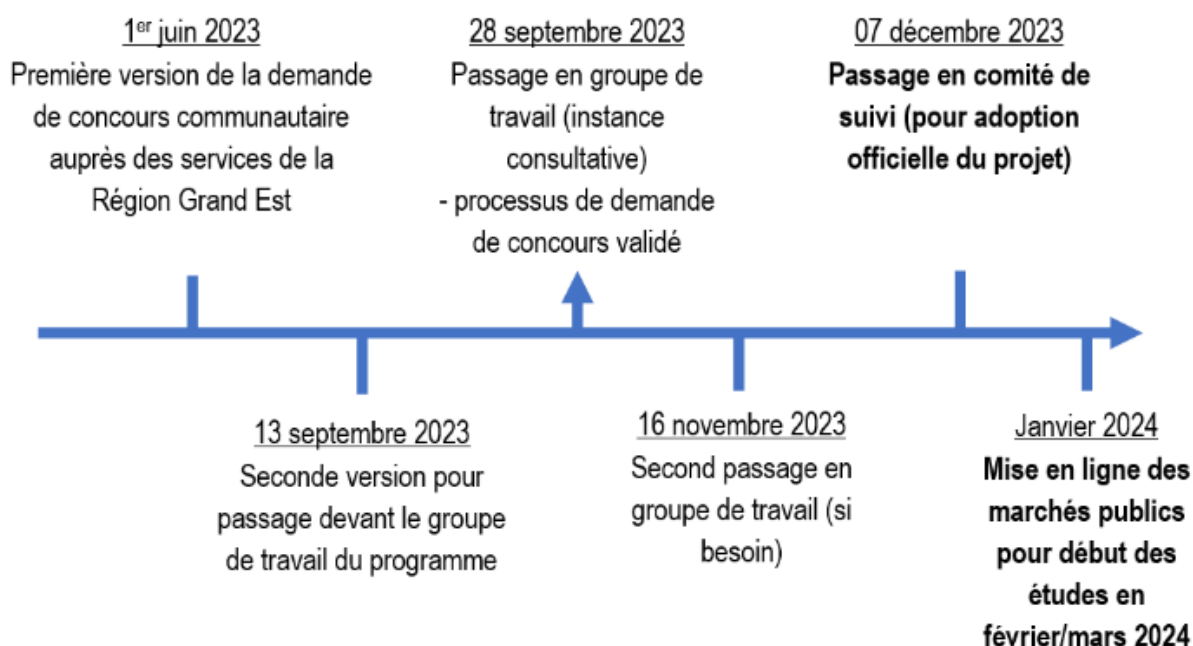 1er juin 2023
Première version de la demande
de concours communautaire
auprès des services de la
Région Grand Est
28 septembre 2023
Passage en groupe de
travail (instance
consultative)
- processus de demande
de concours validé
07 décembre 2023
Passage en comité de
suivi (pour adoption
officielle du projet)
13 septembre 2023
Seconde version pour
passage devant le groupe
de travail du programme
16 novembre 2023
Second passage en
groupe de travail (si
besoin)
Janvier 2024
Mise en ligne des
marchés publics
pour début des
études en
février/mars 2024